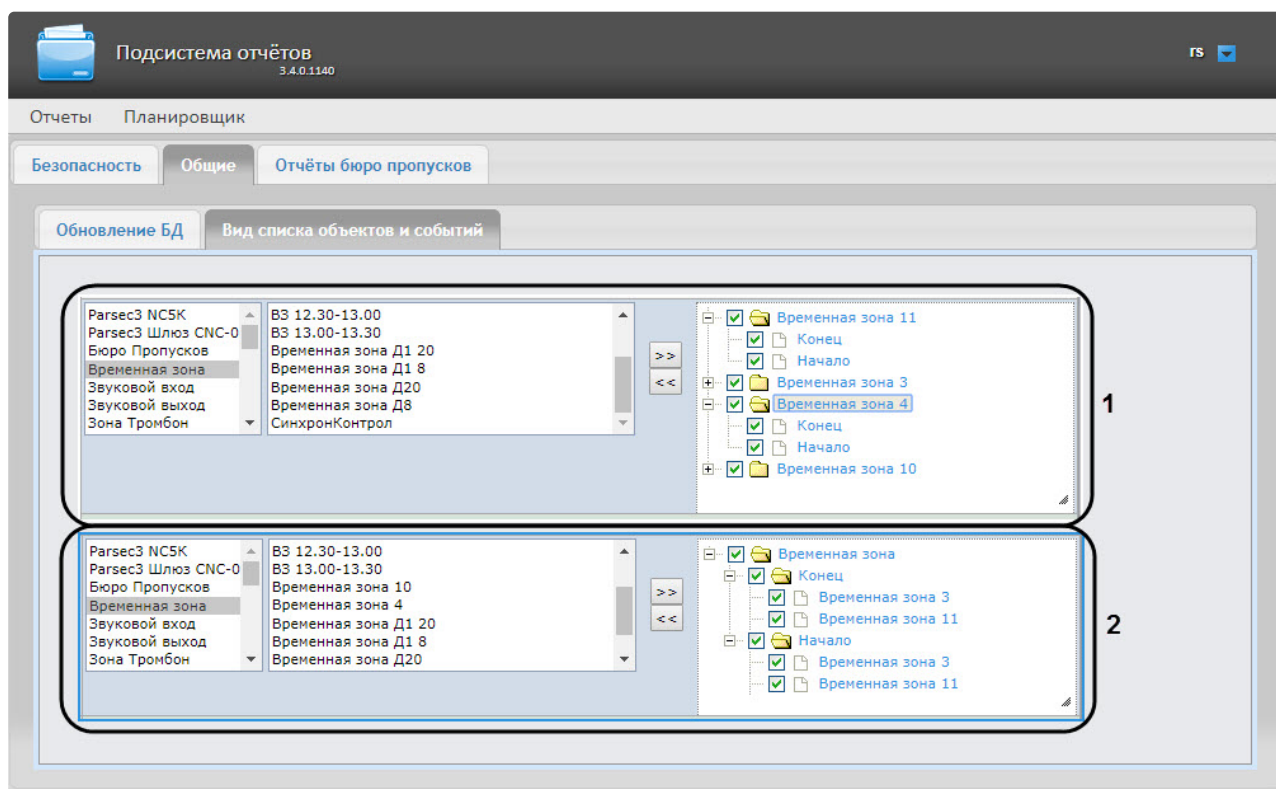 Подсистема отчётов
3.4.0.1140
rs
Отчеты Планировщик
Безопасность Общие Отчёты бюро пропусков
Обновление БД Вид списка объектов и событий
Parsec3 NC5K
Parsec3 Шлюз CNC-0
Бюро Пропусков
Временная зона
Звуковой вход
Звуковой выход
Зона Тромбон
ВЗ 12.30-13.00
ВЗ 13.00-13.30
Временная зона Д1 20
Временная зона Д1 8
Временная зона Д20
Временная зона Д8
СинхронКонтрол
>>
<<
Временная зона 11
Конец
Начало
Временная зона 3
Временная зона 4
Конец
Начало
Временная зона 10
1
Parsec3 NC5K
Parsec3 Шлюз CNC-0
Бюро Пропусков
Временная зона
Звуковой вход
Звуковой выход
Зона Тромбон
ВЗ 12.30-13.00
ВЗ 13.00-13.30
Временная зона 10
Временная зона 4
Временная зона Д1 20
Временная зона Д1 8
Временная зона Д20
>>
<<
Временная зона
Конец
Временная зона 3
Временная зона 11
Начало
Временная зона 3
Временная зона 11
2